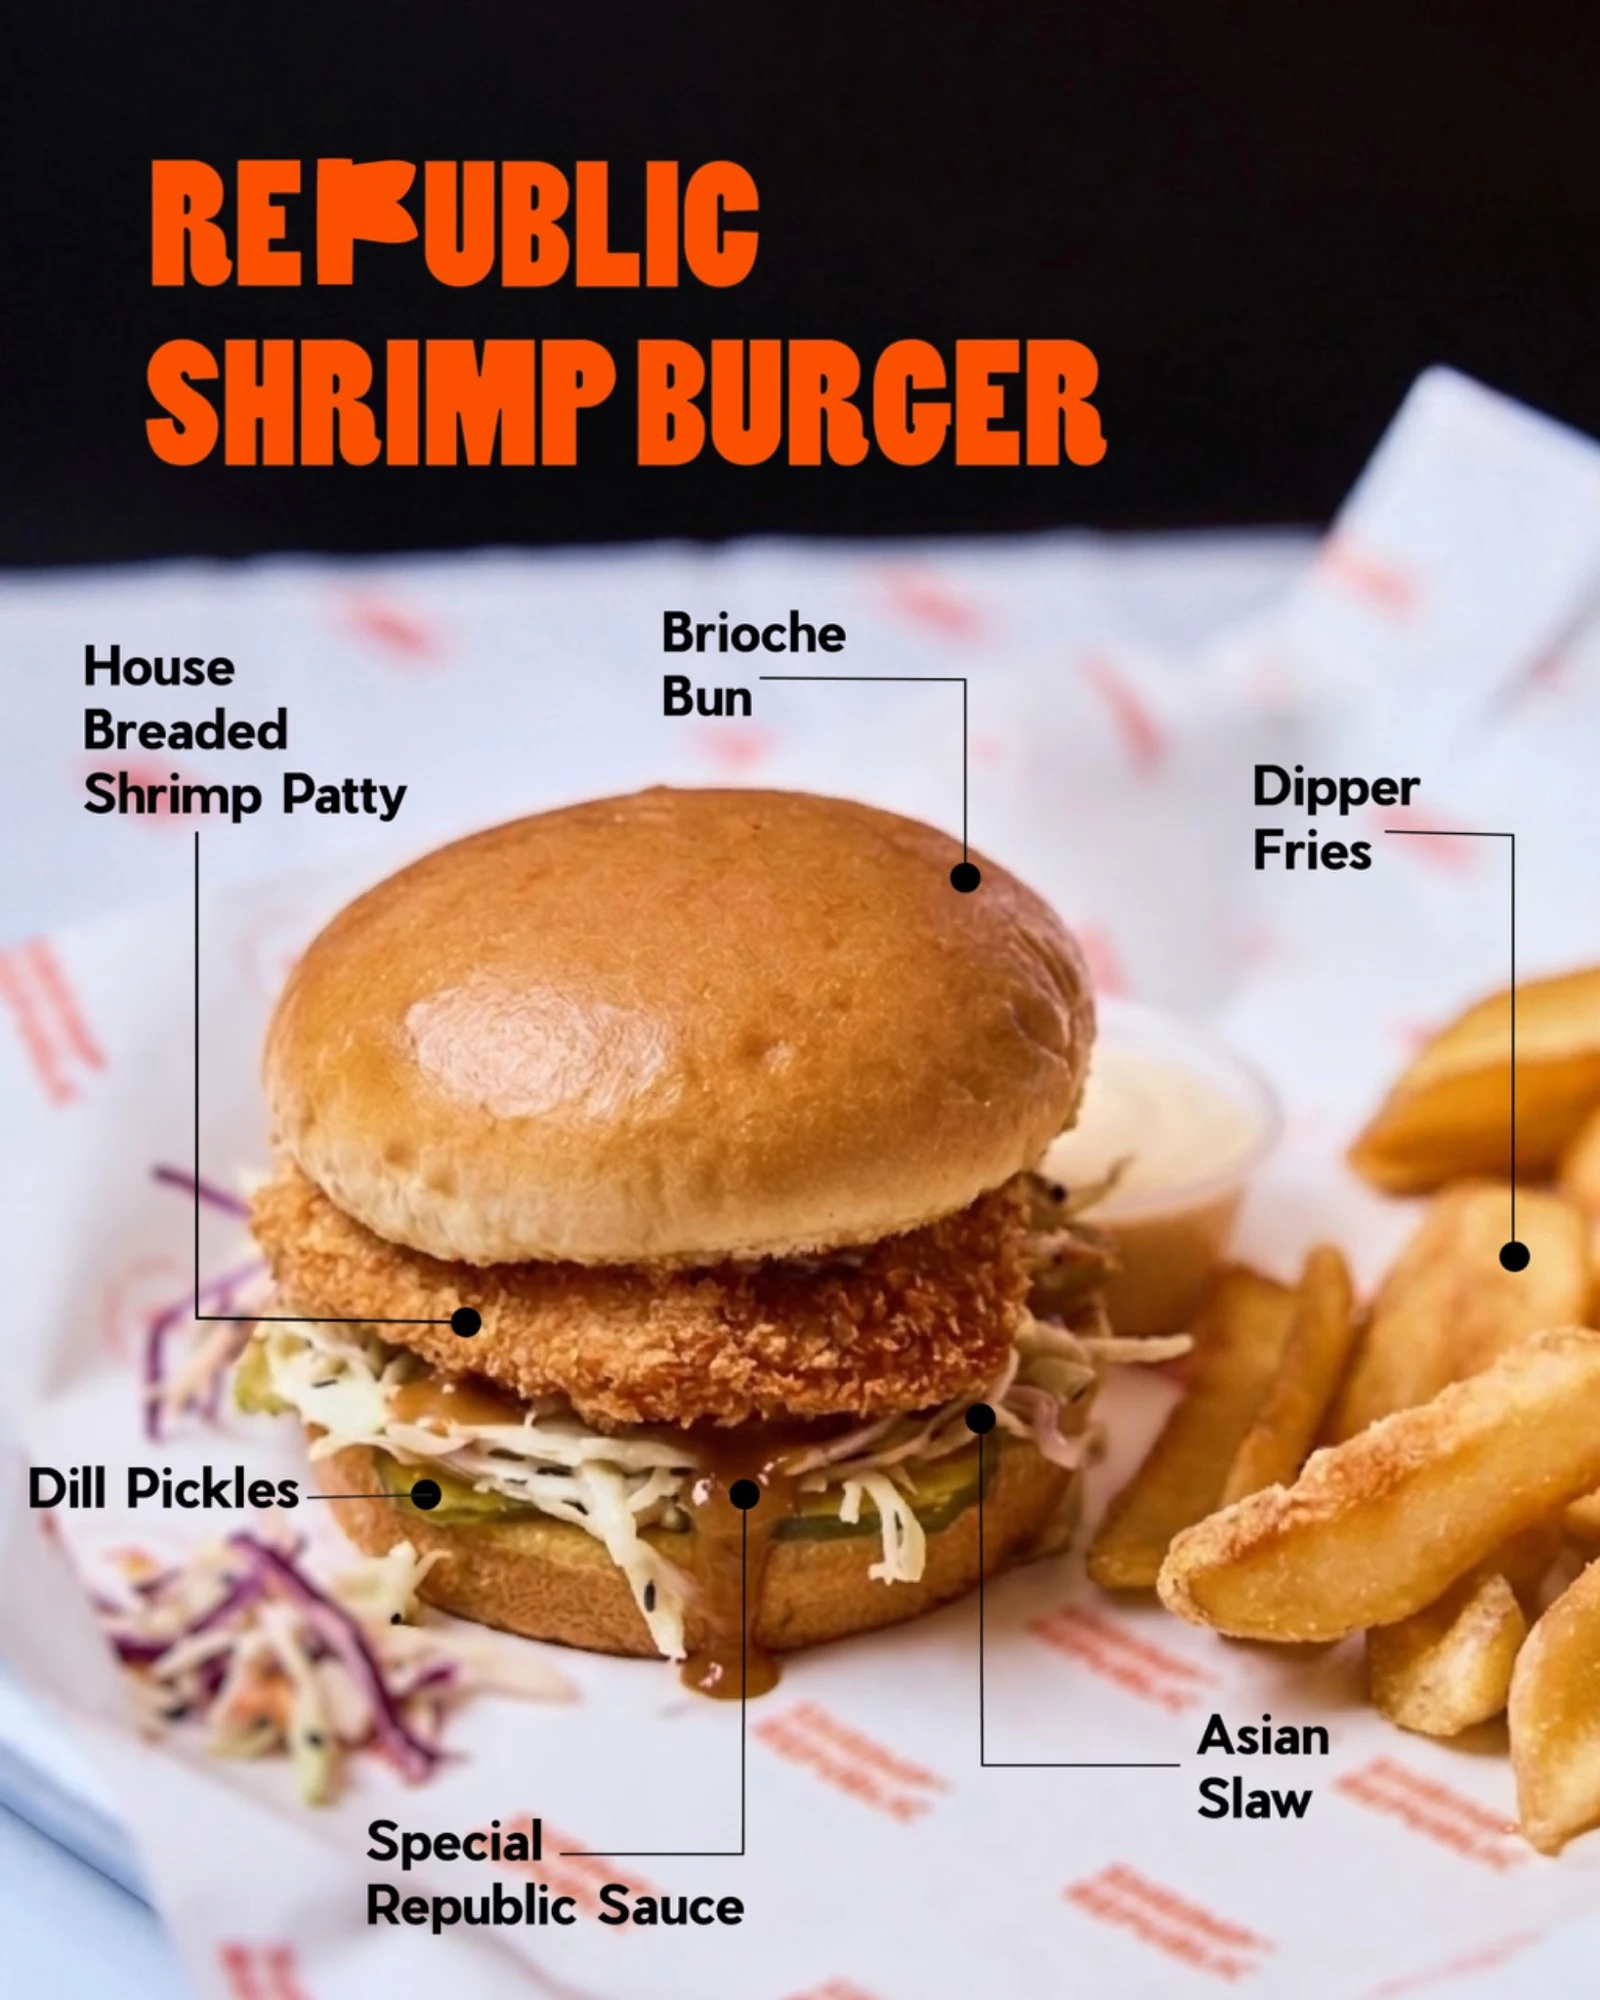 REPUBLIC
SHRIMP BURGER
House
Breaded
Shrimp Patty
Brioche
Bun
Dipper
Fries
Dill Pickles
Asian
Slaw
Special
Republic Sauce